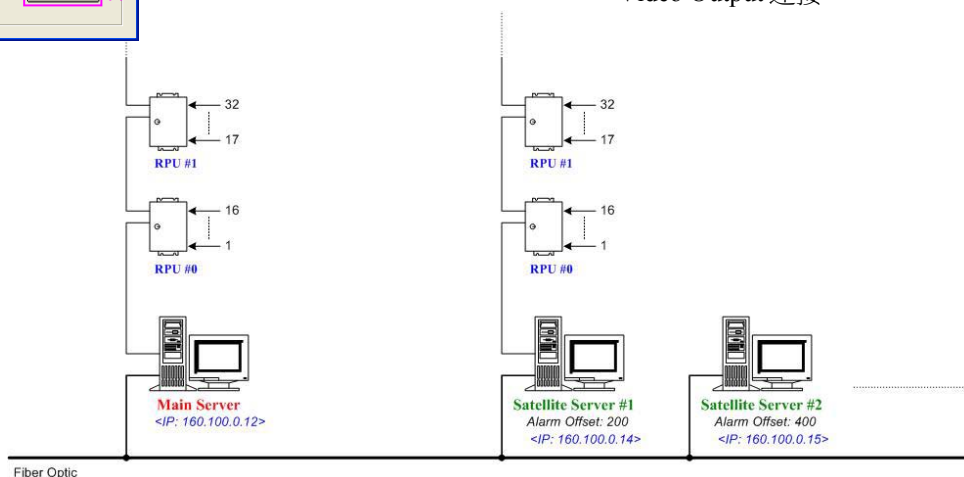 Video Output 连接
32
17
RPU #1
16
1
RPU #0
Main Server
<IP: 160.100.0.12>
32
17
RPU #1
16
1
RPU #0
Satellite Server #1
Alarm Offset: 200
<IP: 160.100.0.14>
Satellite Server #2
Alarm Offset: 400
<IP: 160.100.0.15>
Fiber Optic